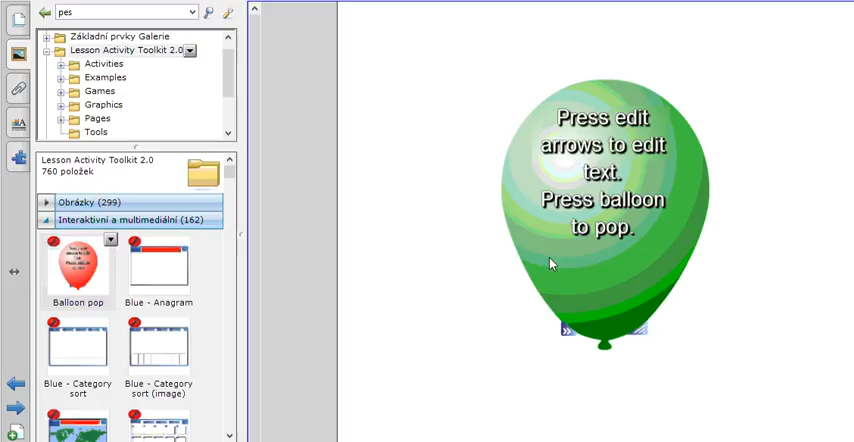 pes
Základní prvky Galerie
Lesson Activity Toolkit 2.0
Activities
Examples
Games
Graphics
Pages
Tools
Lesson Activity Toolkit 2.0
760 položek
Obrázky (299)
Interaktivní a multimediální (162)
Balloon pop
Blue - Anagram
Blue - Category
sort
Blue - Category
sort (image)
Press edit
arrows to edit
text.
Press balloon
to pop.